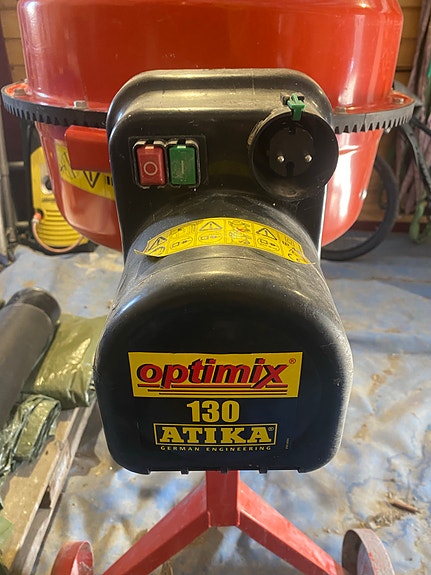 optimix®
130
ATIKA®
GERMAN ENGINEERING